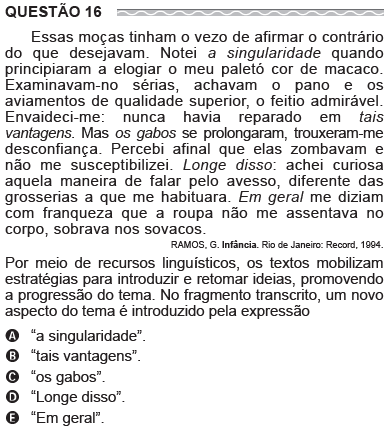 QUESTÃO 16
Essas moças tinham o vezo de afirmar o contrário
do que desejavam. Notei a singularidade quando
principiaram a elogiar o meu paletó cor de macaco.
Examinavam-no sérias, achavam o pano e os
aviamentos de qualidade superior, o feitio admirável.
Envaideci-me: nunca havia reparado em tais
vantagens. Mas os gabos se prolongaram, trouxeram-me
desconfiança. Percebi afinal que elas zombavam e
não me susceptibilizei. Longe disso: achei curiosa
aquela maneira de falar pelo avesso, diferente das
grosserias a que me habituara. Em geral me diziam
com franqueza que a roupa não me assentava no
corpo, sobrava nos sovacos.
RAMOS, G. Infância. Rio de Janeiro: Record, 1994.
Por meio de recursos linguísticos, os textos mobilizam
estratégias para introduzir e retomar ideias, promovendo
a progressão do tema. No fragmento transcrito, um novo
aspecto do tema é introduzido pela expressão
A “a singularidade”.
B “tais vantagens”.
C “os gabos”.
D “Longe disso”.
E “Em geral”.